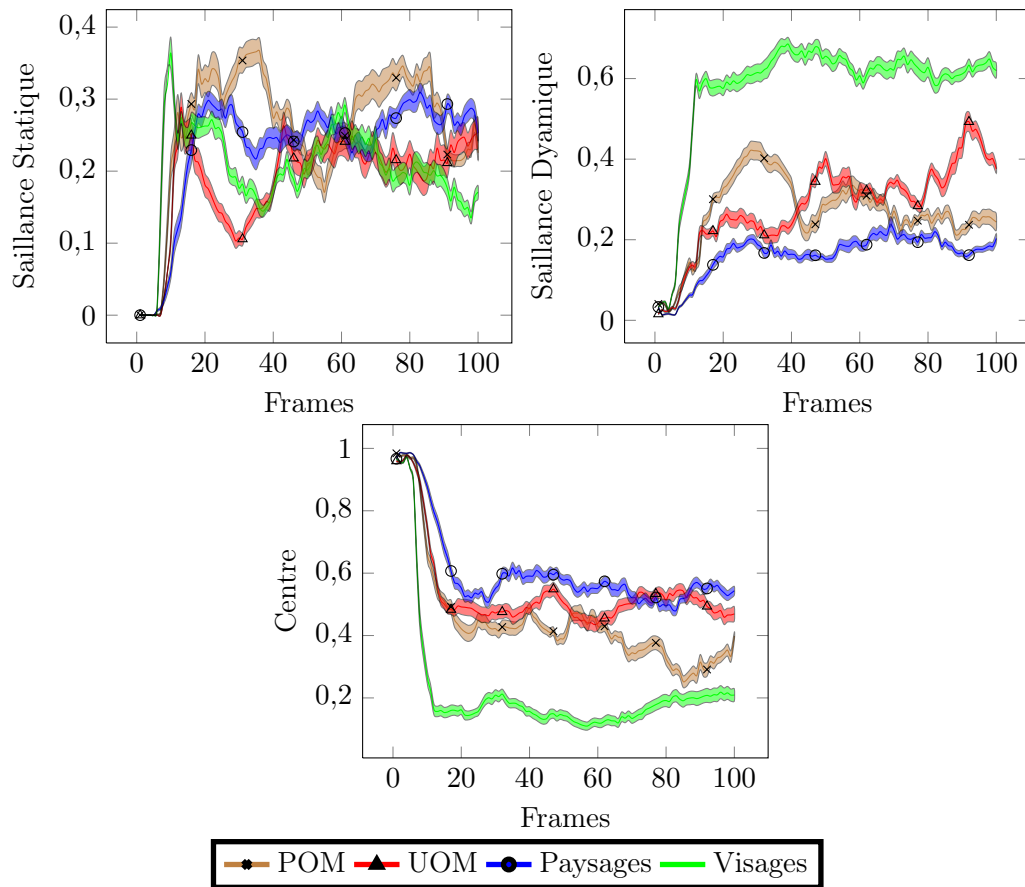 Saillance Statique
0,4
0,3
0,2
0,1
0
0 20 40 60 80 100
Frames
Saillance Dyamique
0,6
0,4
0,2
0
0 20 40 60 80 100
Frames
Centre
1
0,8
0,6
0,4
0,2
0 20 40 60 80 100
Frames
POM UOM Paysages Visages